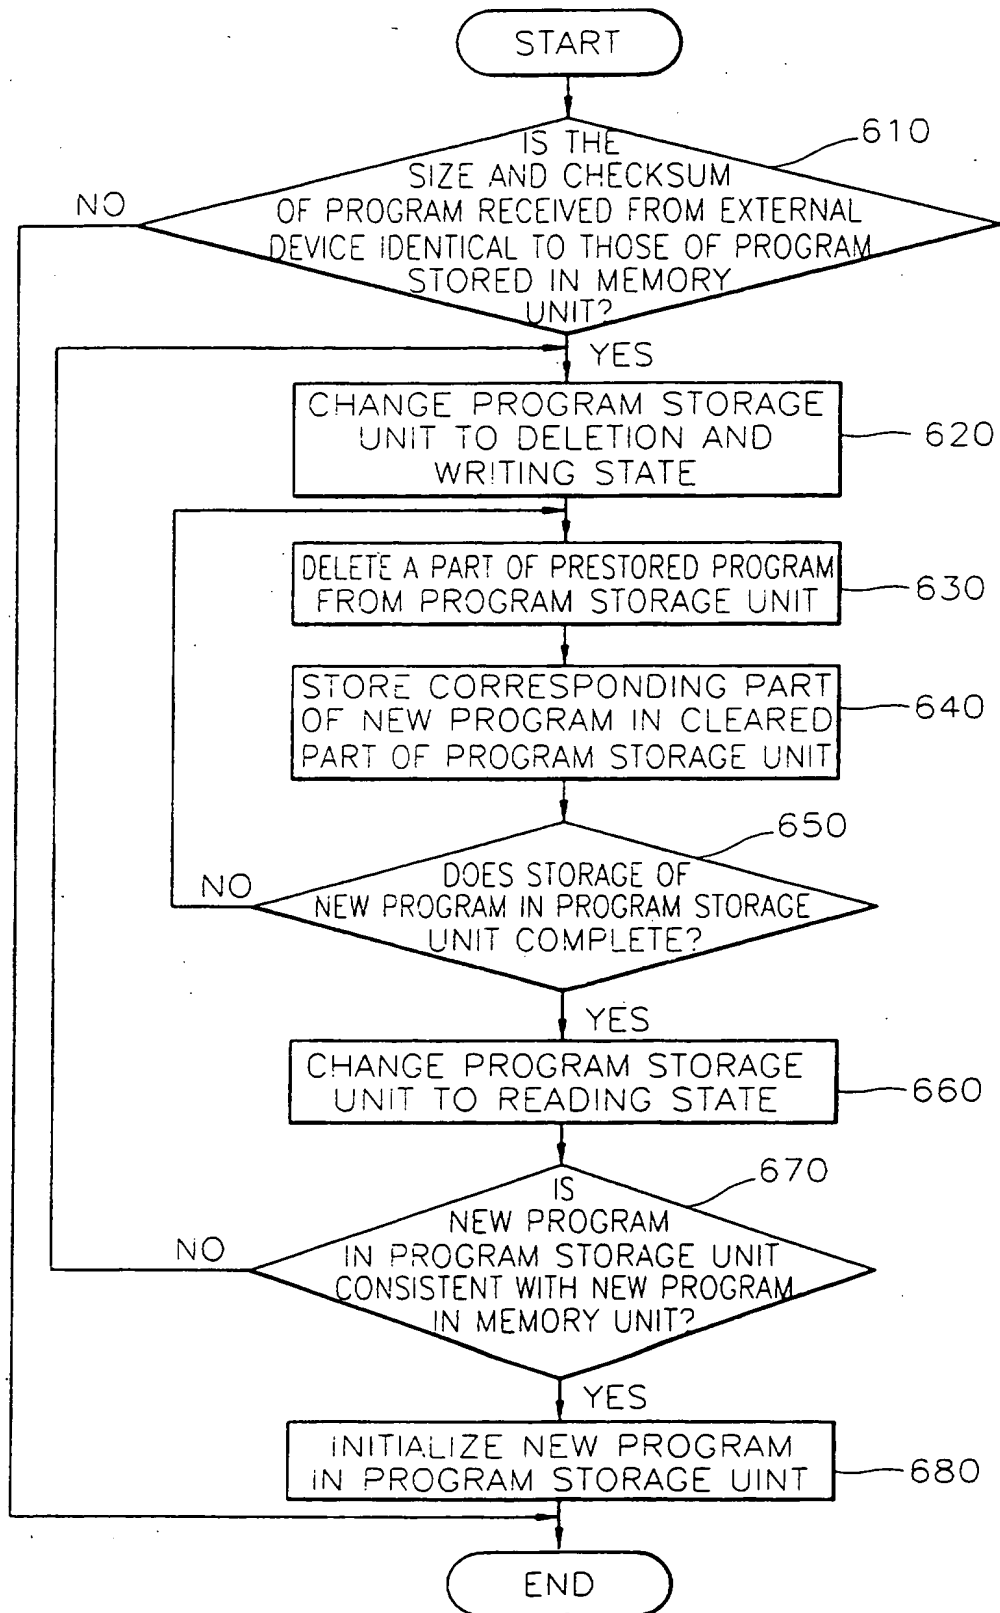 START
610
IS THE
SIZE AND CHECKSUM
OF PROGRAM RECEIVED FROM EXTERNAL
DEVICE IDENTICAL TO THOSE OF PROGRAM
STORED IN MEMORY
UNIT?
NO
YES
CHANGE PROGRAM STORAGE
UNIT TO DELETION AND
WRITING STATE
620
DELETE A PART OF PRESTORED PROGRAM
FROM PROGRAM STORAGE UNIT
630
STORE CORRESPONDING PART
OF NEW PROGRAM IN CLEARED
PART OF PROGRAM STORAGE UNIT
640
650
DOES STORAGE OF
NEW PROGRAM IN PROGRAM STORAGE
UNIT COMPLETE?
NO
YES
CHANGE PROGRAM STORAGE
UNIT TO READING STATE
660
670
IS
NEW PROGRAM
IN PROGRAM STORAGE UNIT
CONSISTENT WITH NEW PROGRAM
IN MEMORY UNIT?
NO
YES
INITIALIZE NEW PROGRAM
IN PROGRAM STORAGE UINT
680
END